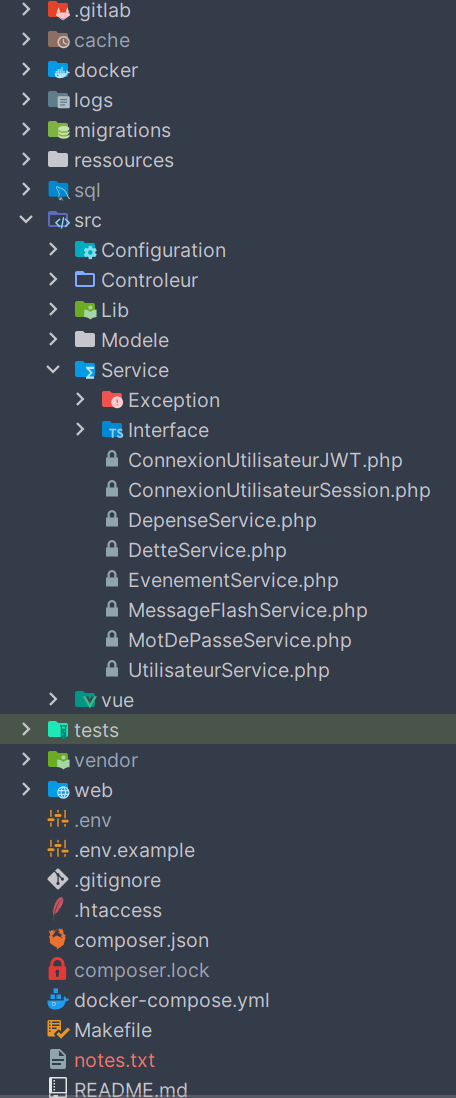 .gitlab
cache
docker
logs
migrations
ressources
sql
src
Configuration
Controleur
Lib
Modele
Service
Exception
Interface
ConnexionUtilisateurJWT.php
ConnexionUtilisateurSession.php
DepenseService.php
DetteService.php
EvenementService.php
MessageFlashService.php
MotDePasseService.php
UtilisateurService.php
vue
tests
vendor
web
.env
.env.example
.gitignore
.htaccess
composer.json
composer.lock
docker-compose.yml
Makefile
notes.txt
README.md